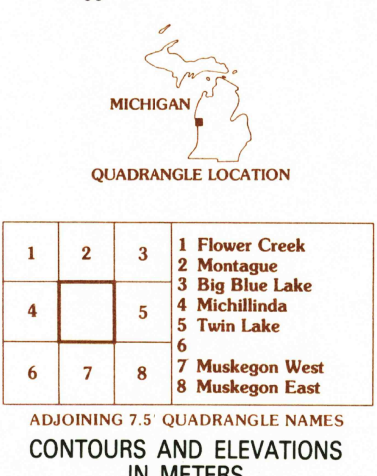 MICHIGAN
QUADRANGLE LOCATION
1 2 3
4 5
6 7 8
1 Flower Creek
2 Montague
3 Big Blue Lake
4 Michillinda
5 Twin Lake
6
7 Muskegon West
8 Muskegon East
ADJOINING 7.5' QUADRANGLE NAMES
CONTOURS AND ELEVATIONS
IN METERS